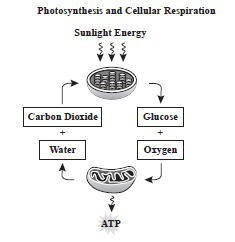 Photosynthesis and Cellular Respiration
Sunlight Energy
Carbon Dioxide
+
Water
Glucose
+
Oxygen
ATP